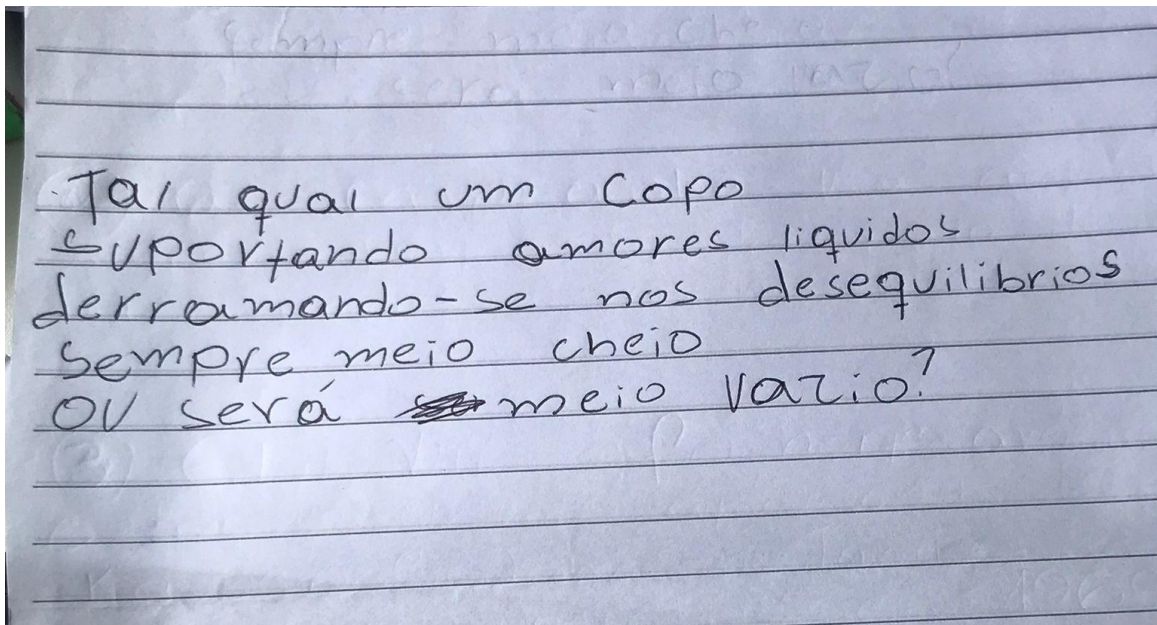 Tal qual um copo
suportando amores liquidos
derramando-se nos desequilibrios
sempre meio cheio
ou será meio vazio?